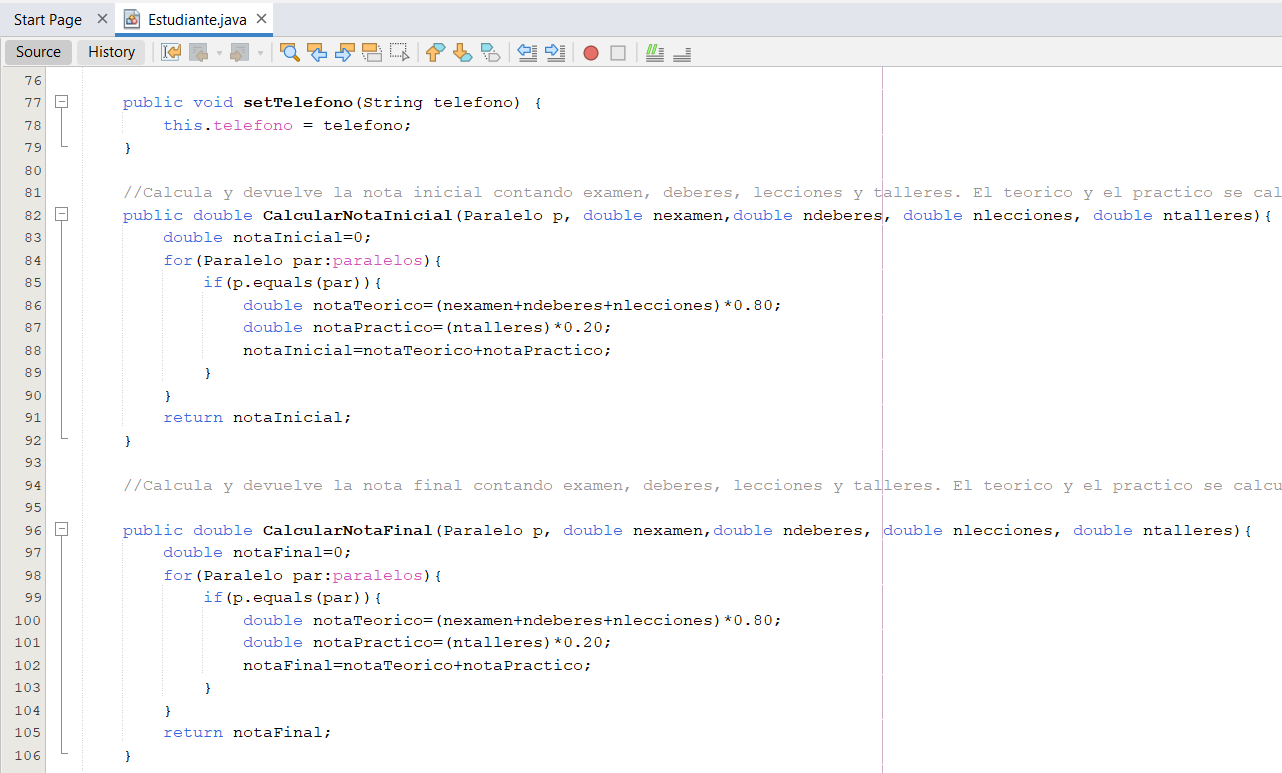 Start Page × Estudiante.java ×
Source History
76
77 public void setTelefono(String telefono) {
78 this.telefono = telefono;
79 }
80
81 //Calcula y devuelve la nota inicial contando examen, deberes, lecciones y talleres. El teorico y el practico se cal
82 public double CalcularNotaInicial(Paralelo p, double nexamen,double ndeberes, double nlecciones, double ntalleres){
83 double notaInicial=0;
84 for(Paralelo par:paralelos){
85 if(p.equals(par)){
86 double notaTeorico=(nexamen+ndeberes+nlecciones)*0.80;
87 double notaPractico=(ntalleres)*0.20;
88 notaInicial=notaTeorico+notaPractico;
89 }
90 }
91 return notaInicial;
92 }
93
94 //Calcula y devuelve la nota final contando examen, deberes, lecciones y talleres. El teorico y el practico se calcu
95
96 public double CalcularNotaFinal(Paralelo p, double nexamen,double ndeberes, double nlecciones, double ntalleres){
97 double notaFinal=0;
98 for(Paralelo par:paralelos){
99 if(p.equals(par)){
100 double notaTeorico=(nexamen+ndeberes+nlecciones)*0.80;
101 double notaPractico=(ntalleres)*0.20;
102 notaFinal=notaTeorico+notaPractico;
103 }
104 }
105 return notaFinal;
106 }